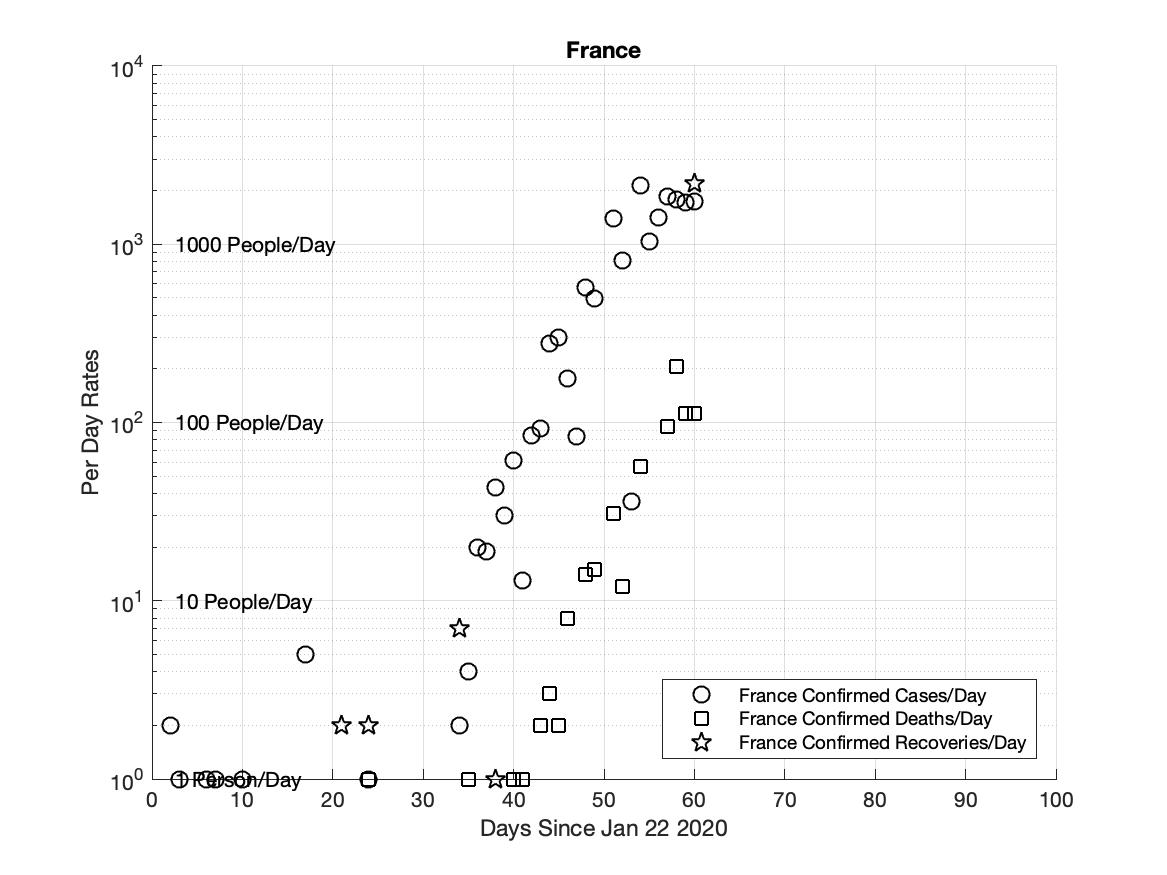 France
10^4
10^3
1000 People/Day
10^2
100 People/Day
10^1
10 People/Day
10^0
1 Person/Day
Per Day Rates
France Confirmed Cases/Day
France Confirmed Deaths/Day
France Confirmed Recoveries/Day
0 10 20 30 40 50 60 70 80 90 100
Days Since Jan 22 2020